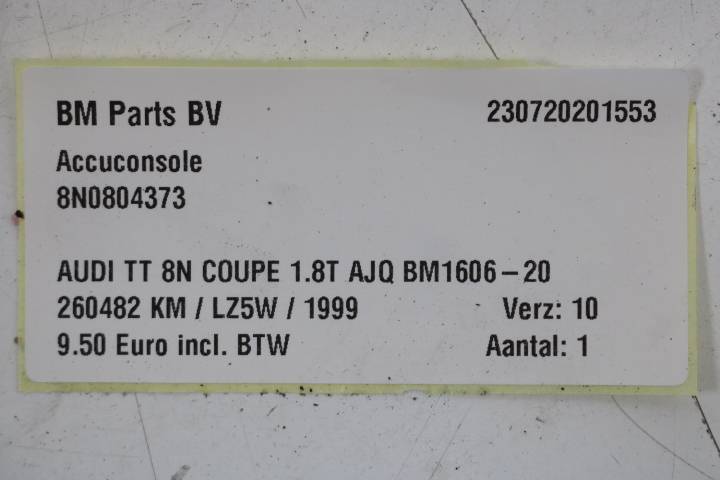 BM Parts BV 230720201553
Accuconsole
8N0804373
AUDI TT 8N COUPE 1.8T AJQ BM1606-20
260482 KM / LZ5W / 1999 Verz: 10
9.50 Euro incl. BTW Aantal: 1